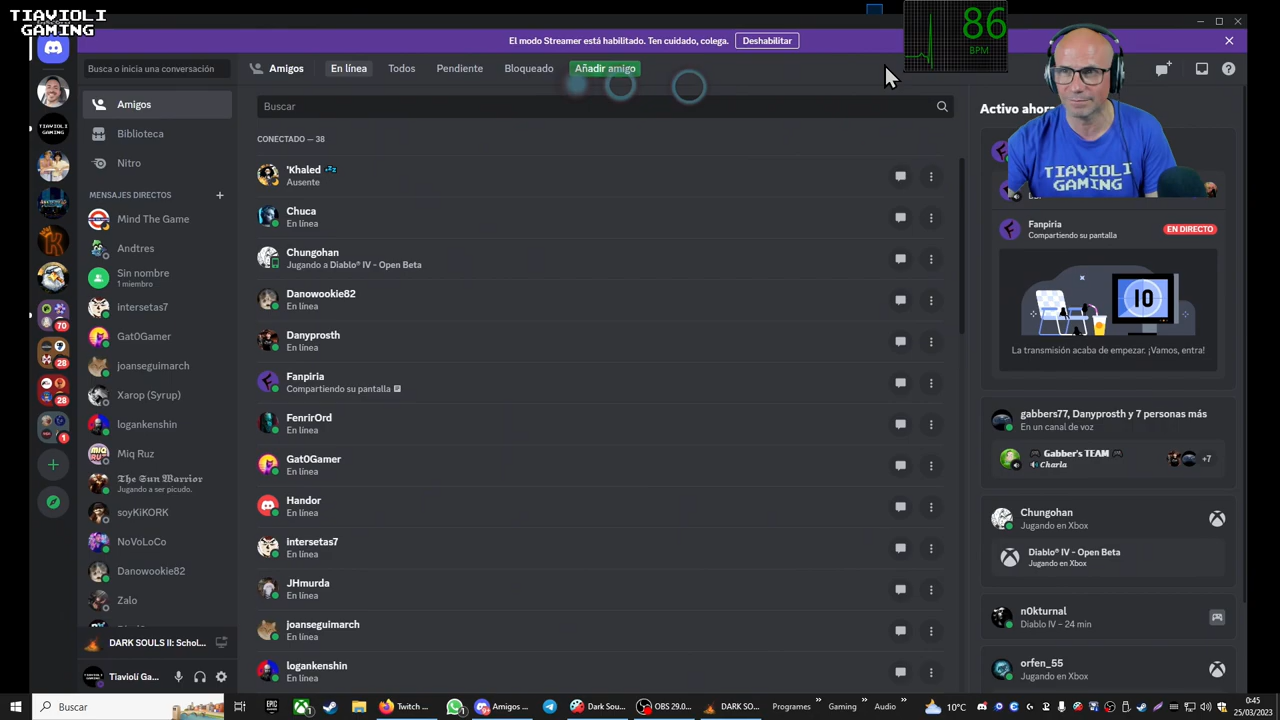 TIAVIOLI
GAMING
86
BPM
El modo Streamer está habilitado. Ten cuidado, colega.
Deshabilitar
Busca o inicia una conversación
Amigos
En línea
Todos
Pendiente
Bloqueado
Añadir amigo
Amigos
Biblioteca
Nitro
MENSAJES DIRECTOS
Mind The Game
Andtres
Sin nombre
1 miembro
intersetas7
Gat0Gamer
joanseguimarch
Xarop (Syrup)
logankenshin
Miq Ruz
𝕿𝖍𝖊 𝕾𝖚𝖓 𝖂𝖆𝖗𝖗𝖎𝖔𝖗
Jugando a ser picudo.
soyKiKORK
NoVoLoCo
Danowookie82
Zalo
DARK SOULS II: Schol...
Tiavioli Ga...
TIAVIOLI
GAMING
70
28
28
1
Buscar
CONECTADO — 38
'Khaled 💤
Ausente
Chuca
En línea
Chungohan
Jugando a Diablo® IV - Open Beta
Danowookie82
En línea
Danyprosth
En línea
Fanpiria
Compartiendo su pantalla
FenrirOrd
En línea
Gat0Gamer
En línea
Handor
En línea
intersetas7
En línea
JHmurda
En línea
joanseguimarch
En línea
logankenshin
En línea
Activo ahora
TIAVIOLI
GAMING
Fanpiria
Compartiendo su pantalla
EN DIRECTO
10
La transmisión acaba de empezar. ¡Vamos, entra!
gabbers77, Danyprosth y 7 personas más
En un canal de voz
🎮 Gabber's TEAM 🎮
Charla
+7
Chungohan
Jugando en Xbox
Diablo® IV - Open Beta
Jugando en Xbox
n0kturnal
Diablo IV – 24 min
orfen_55
Jugando en Xbox
Buscar
Twitch ...
Amigos ...
Dark Sou...
OBS 29.0...
DARK SO...
Programes
Gaming
Audio
10°C
0:45
25/03/2023